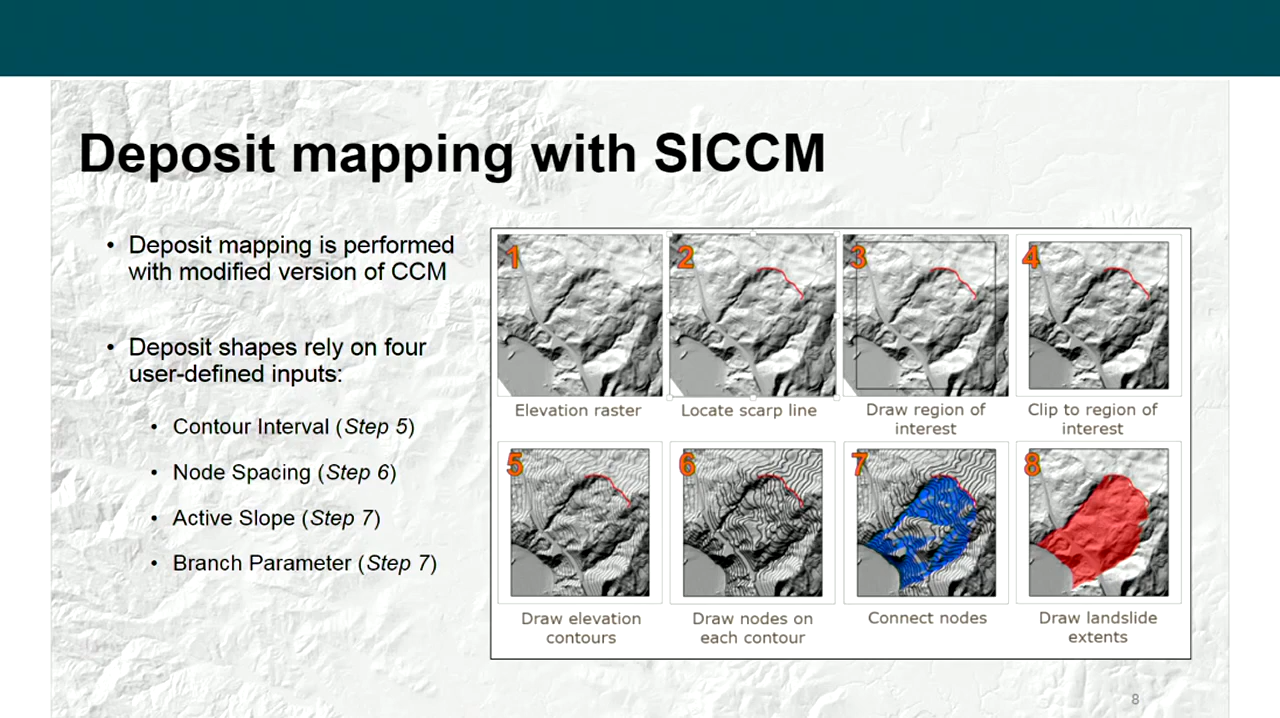 Deposit mapping with SICCM
• Deposit mapping is performed
with modified version of CCM
• Deposit shapes rely on four
user-defined inputs:
• Contour Interval (Step 5)
• Node Spacing (Step 6)
• Active Slope (Step 7)
• Branch Parameter (Step 7)
1
2
3
4
Elevation raster
Locate scarp line
Draw region of
interest
Clip to region of
interest
5
6
7
8
Draw elevation
contours
Draw nodes on
each contour
Connect nodes
Draw landslide
extents
8